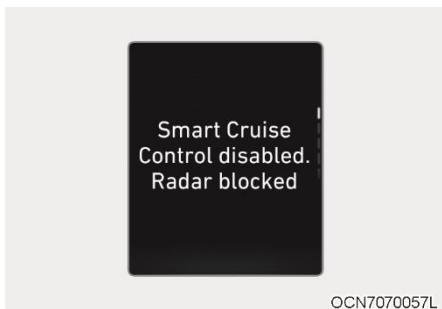 Smart Cruise
Control disabled.
Radar blocked
OCN7070057L